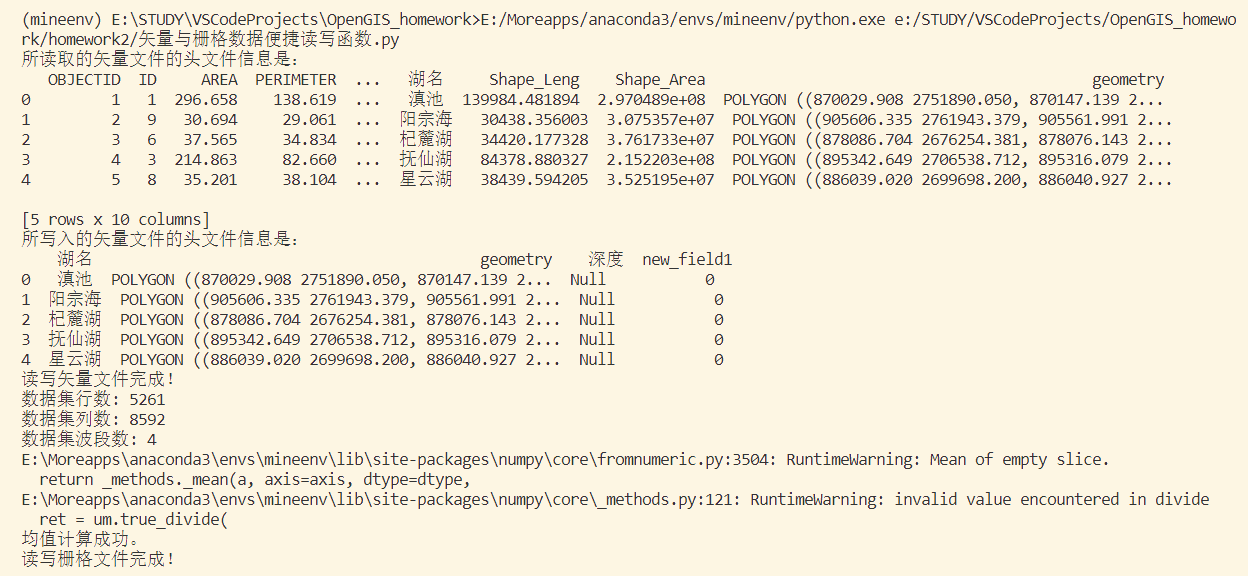 (mineenv) E:\STUDY\VSCodeProjects\OpenGIS_homework>E:/Moreapps/anaconda3/envs/mineenv/python.exe e:/STUDY/VSCodeProjects/OpenGIS_homewo
rk/homework2/矢量与栅格数据便捷读写函数.py
所读取的矢量文件的头文件信息是：
   OBJECTID  ID     AREA  PERIMETER  ...   湖名     Shape_Leng    Shape_Area                                           geometry
0         1   1  296.658    138.619  ...   滇池  139984.481894  2.970489e+08  POLYGON ((870029.908 2751890.050, 870147.139 2...
1         2   9   30.694     29.061  ...  阳宗海   30438.356003  3.075357e+07  POLYGON ((905606.335 2761943.379, 905561.991 2...
2         3   6   37.565     34.834  ...  杞麓湖   34420.177328  3.761733e+07  POLYGON ((878086.704 2676254.381, 878076.143 2...
3         4   3  214.863     82.660  ...  抚仙湖   84378.880327  2.152203e+08  POLYGON ((895342.649 2706538.712, 895316.079 2...
4         5   8   35.201     38.104  ...  星云湖   38439.594205  3.525195e+07  POLYGON ((886039.020 2699698.200, 886040.927 2...
[5 rows x 10 columns]
所写入的矢量文件的头文件信息是：
    湖名                                           geometry    深度  new_field1
0   滇池  POLYGON ((870029.908 2751890.050, 870147.139 2...  Null           0
1  阳宗海  POLYGON ((905606.335 2761943.379, 905561.991 2...  Null           0
2  杞麓湖  POLYGON ((878086.704 2676254.381, 878076.143 2...  Null           0
3  抚仙湖  POLYGON ((895342.649 2706538.712, 895316.079 2...  Null           0
4  星云湖  POLYGON ((886039.020 2699698.200, 886040.927 2...  Null           0
读写矢量文件完成！
数据集行数: 5261
数据集列数: 8592
数据集波段数: 4
E:\Moreapps\anaconda3\envs\mineenv\lib\site-packages\numpy\core\fromnumeric.py:3504: RuntimeWarning: Mean of empty slice.
  return _methods._mean(a, axis=axis, dtype=dtype,
E:\Moreapps\anaconda3\envs\mineenv\lib\site-packages\numpy\core\_methods.py:121: RuntimeWarning: invalid value encountered in divide
  ret = um.true_divide(
均值计算成功。
读写栅格文件完成！